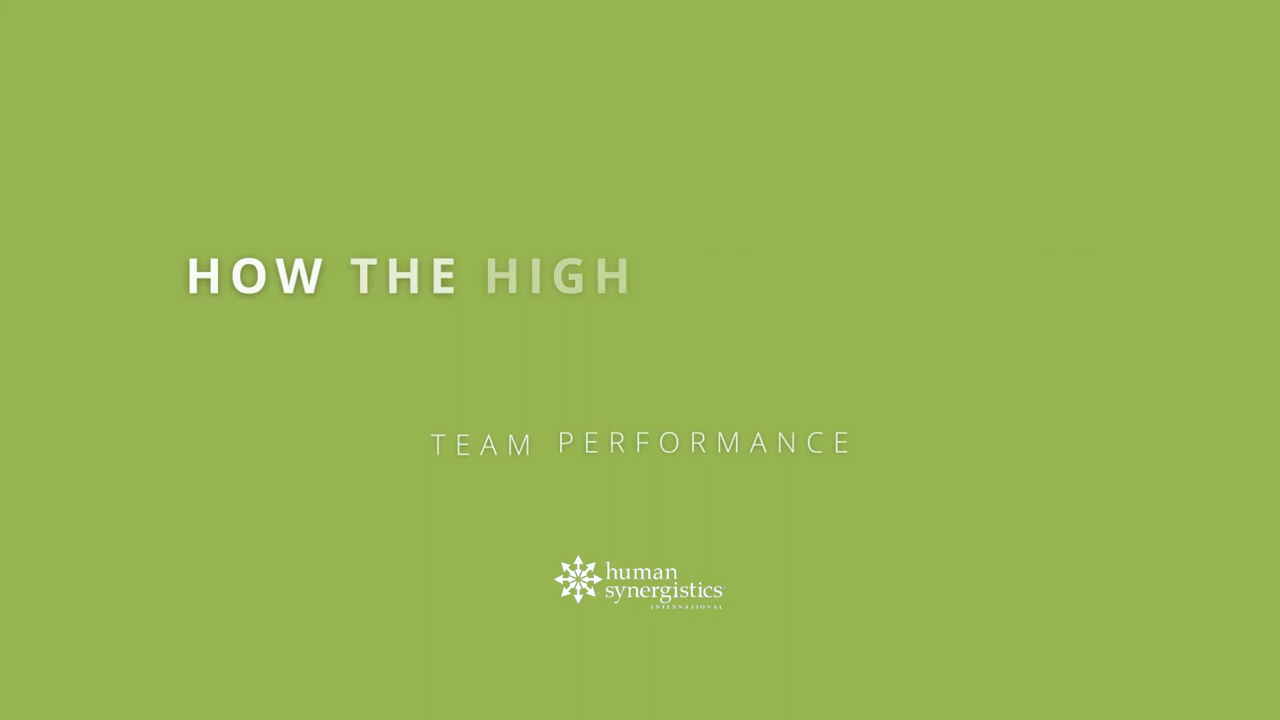 HOW THE HIGH
TEAM PERFORMANCE
human
synergistics
INTERNATIONAL